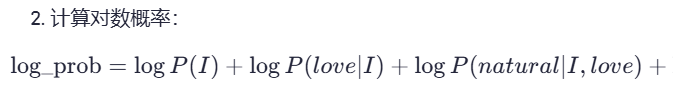 2. 计算对数概率：
log_prob = log P(I) + log P(love|I) + log P(natural|I, love) +